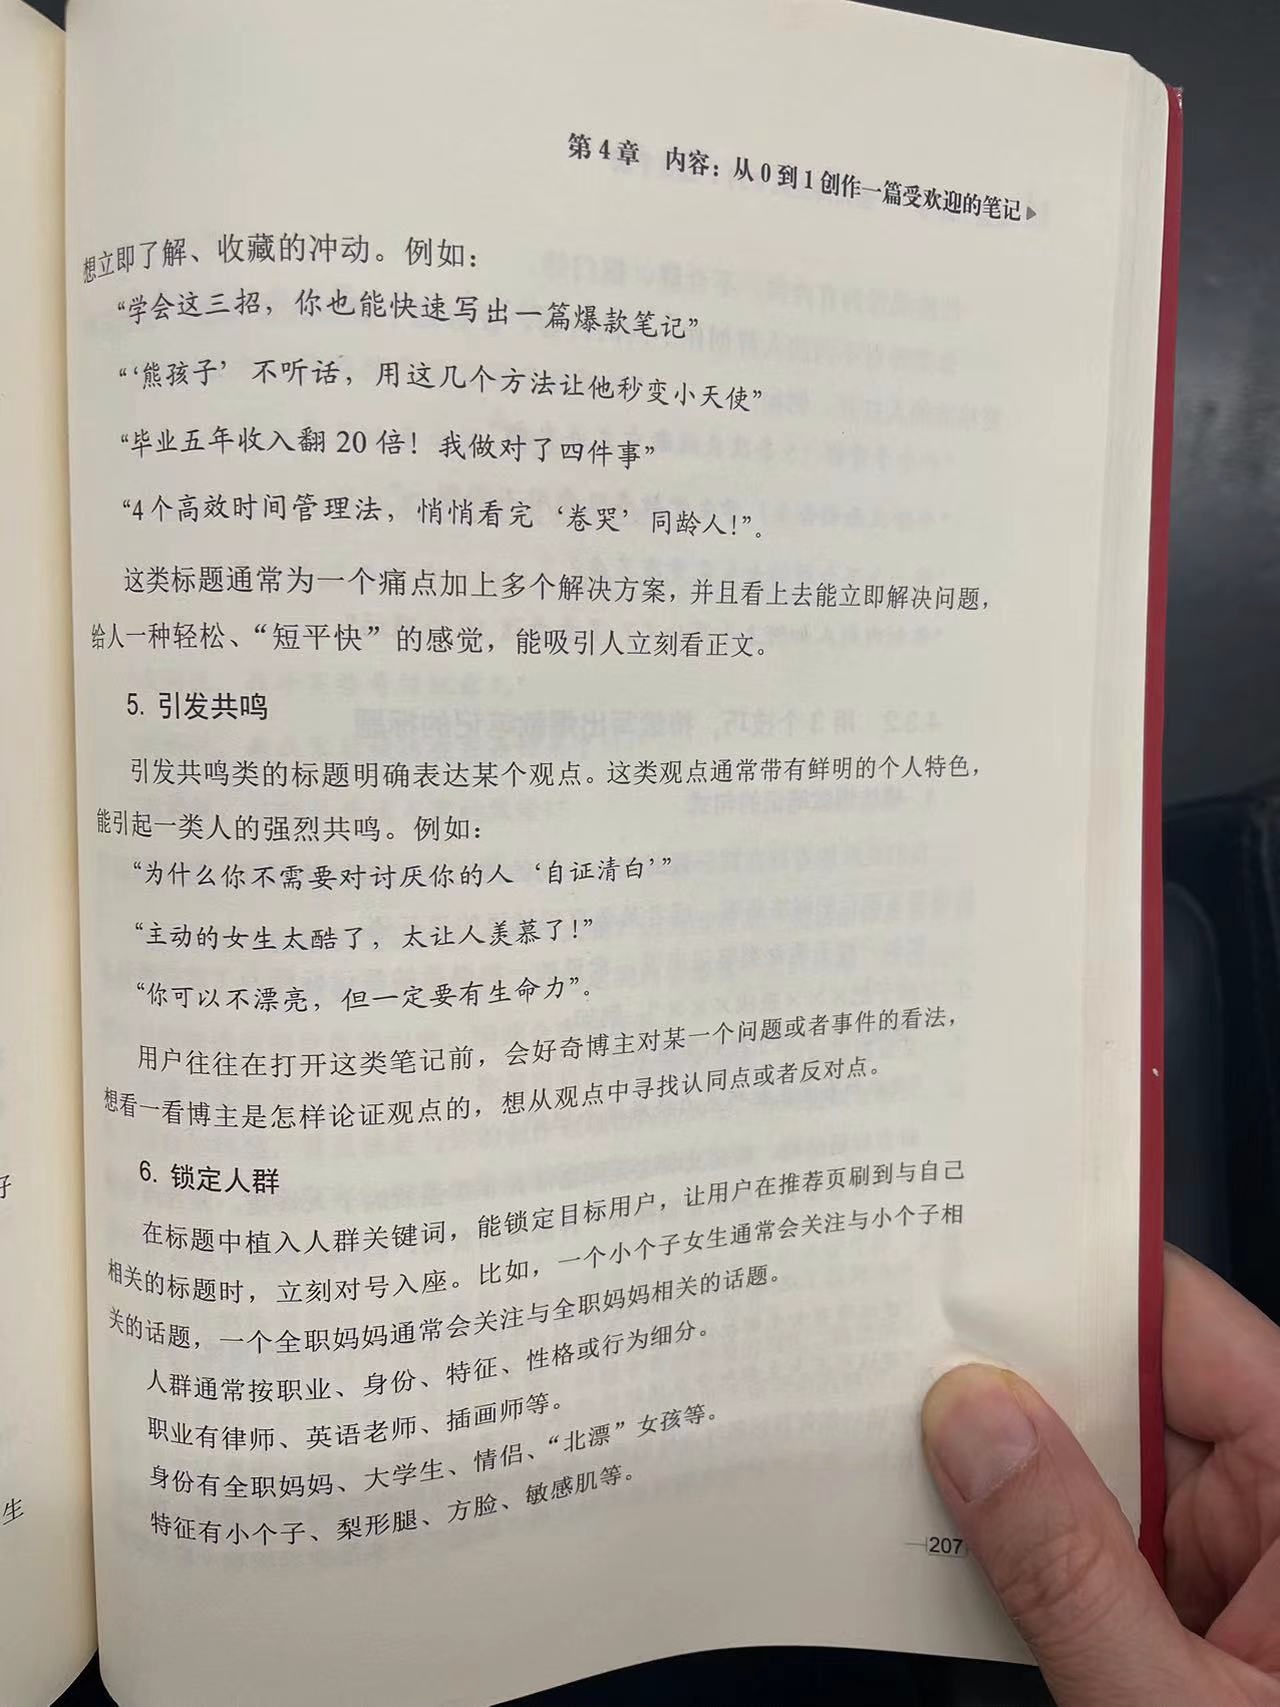 第4章 内容：从0到1创作一篇受欢迎的笔记
想立即了解、收藏的冲动。例如：
“学会这三招，你也能快速写出一篇爆款笔记”
“‘熊孩子’不听话，用这几个方法让他秒变小天使”
“毕业五年收入翻20倍！我做对了四件事”
“4个高效时间管理法，悄悄看完‘卷哭’同龄人！”。
这类标题通常为一个痛点加上多个解决方案，并且看上去能立即解决问题，
给人一种轻松、“短平快”的感觉，能吸引人立刻看正文。
5. 引发共鸣
引发共鸣类的标题明确表达某个观点。这类观点通常带有鲜明的个人特色，
能引起一类人的强烈共鸣。例如：
“为什么你不需要对讨厌你的人‘自证清白’”
“主动的女生太酷了，太让人羡慕了！”
“你可以不漂亮，但一定要有生命力”。
用户往往在打开这类笔记前，会好奇博主对某一个问题或者事件的看法，
想看一看博主是怎样论证观点的，想从观点中寻找认同点或者反对点。
6. 锁定人群
在标题中植入人群关键词，能锁定目标用户，让用户在推荐页刷到与自己
相关的标题时，立刻对号入座。比如，一个小个子女生通常会关注与小个子相
关的话题，一个全职妈妈通常会关注与全职妈妈相关的话题。
人群通常按职业、身份、特征、性格或行为细分。
职业有律师、英语老师、插画师等。
身份有全职妈妈、大学生、情侣、“北漂”女孩等。
特征有小个子、梨形腿、方脸、敏感肌等。
207
好
生